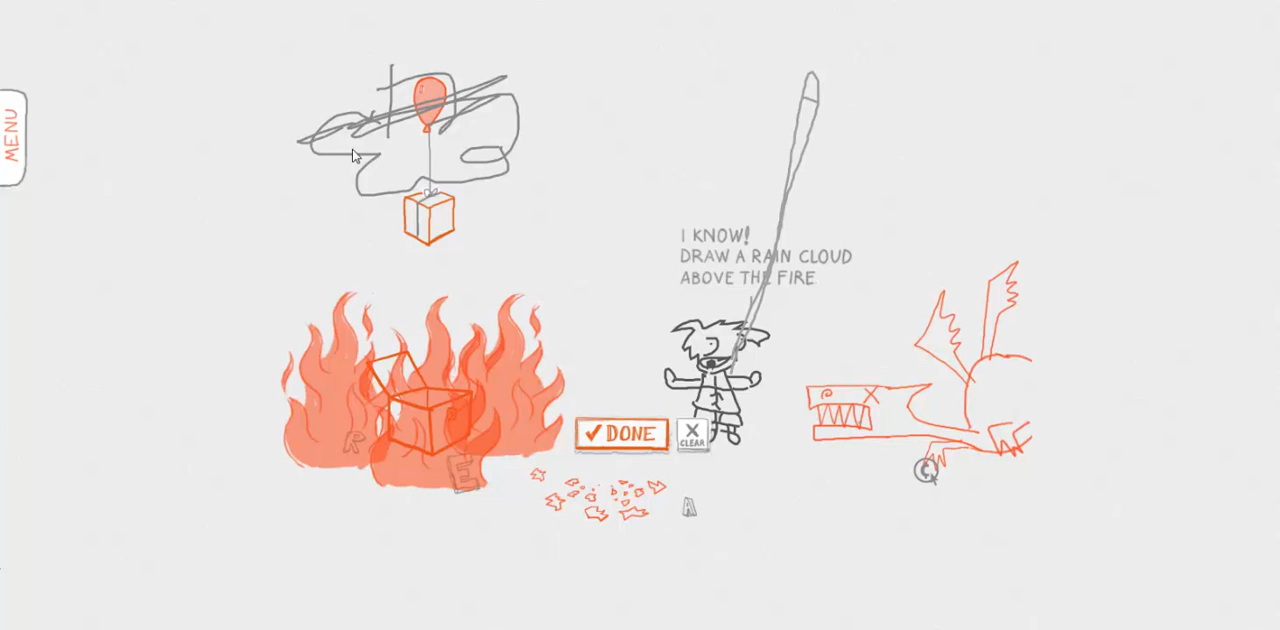 MENU
I KNOW!
DRAW A RAIN CLOUD
ABOVE THE FIRE
R
E
✓ DONE
X
CLEAR
A
C